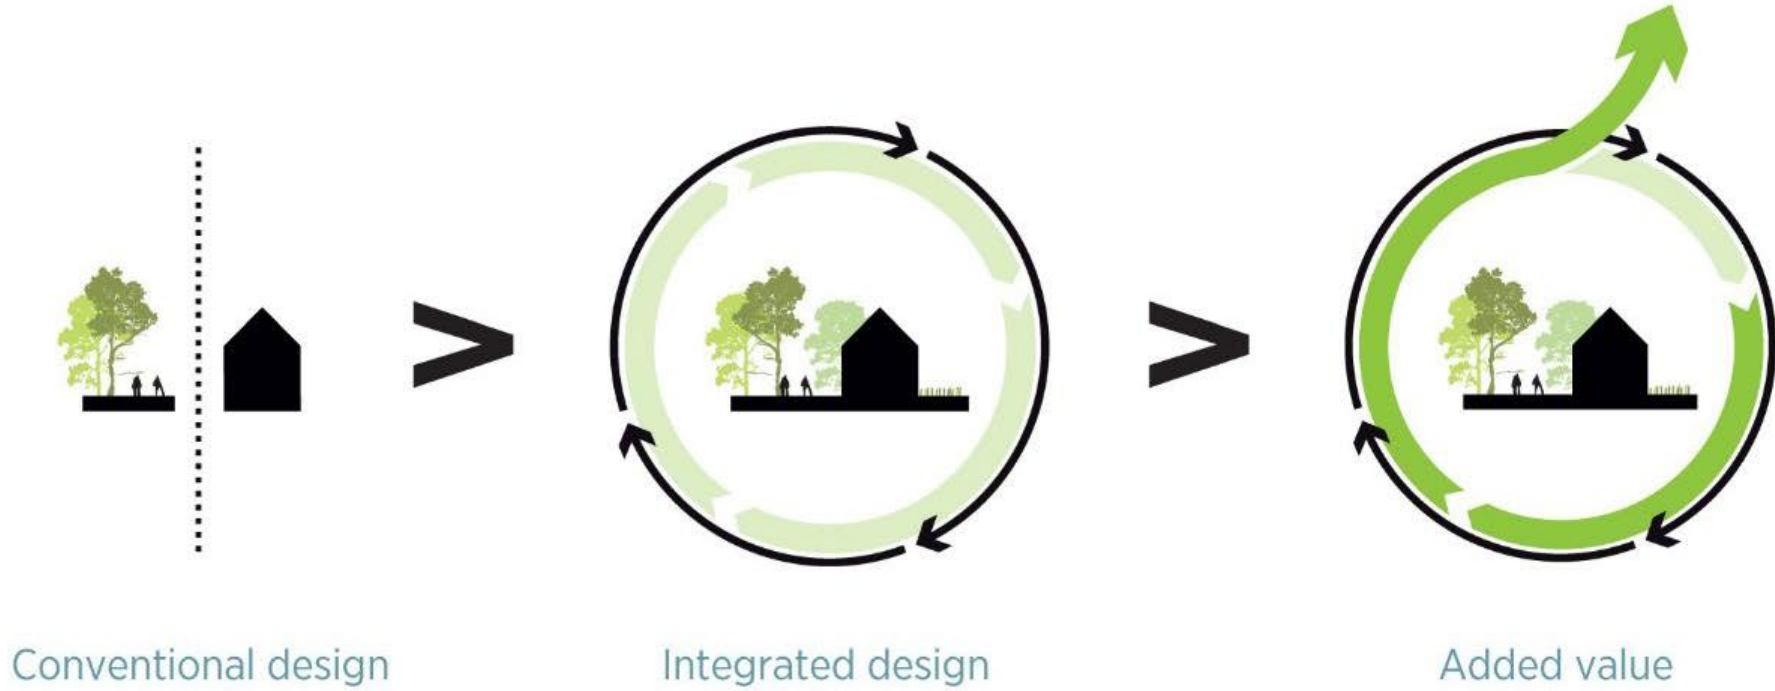 Conventional design
Integrated design
Added value